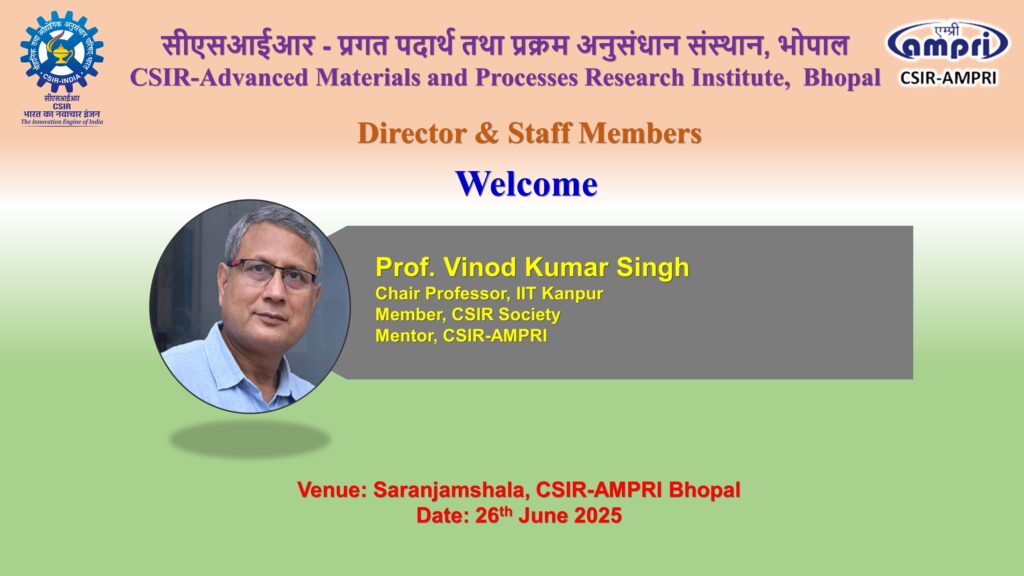 सीएसआईआर - प्रगत पदार्थ तथा प्रक्रम अनुसंधान संस्थान, भोपाल
CSIR-Advanced Materials and Processes Research Institute, Bhopal
CSIR-INDIA
सीएसआईआर
CSIR
भारत का नवाचार इंजन
The Innovation Engine of India
एम्प्री
ampri
CSIR-AMPRI
Director & Staff Members
Welcome
Prof. Vinod Kumar Singh
Chair Professor, IIT Kanpur
Member, CSIR Society
Mentor, CSIR-AMPRI
Venue: Saranjamshala, CSIR-AMPRI Bhopal
Date: 26th June 2025